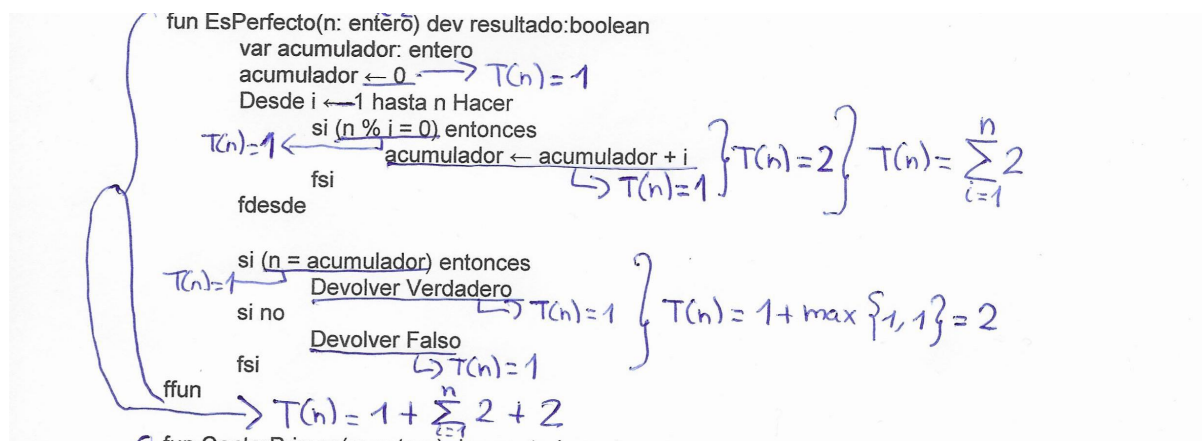 fun EsPerfecto(n: entero) dev resultado:boolean
var acumulador: entero
acumulador ← 0 → T(n) = 1
Desde i ← 1 hasta n Hacer
si (n % i = 0) entonces
T(n)=1
acumulador ← acumulador + i
T(n) = 1
} T(n) = 2 } T(n) = ∑ i=1 n 2
fsi
fdesde
si (n = acumulador) entonces
T(n)=1
Devolver Verdadero
T(n) = 1
si no
} T(n) = 1 + max {1, 1} = 2
Devolver Falso
T(n) = 1
fsi
ffun
→ T(n) = 1 + ∑ i=1 n 2 + 2